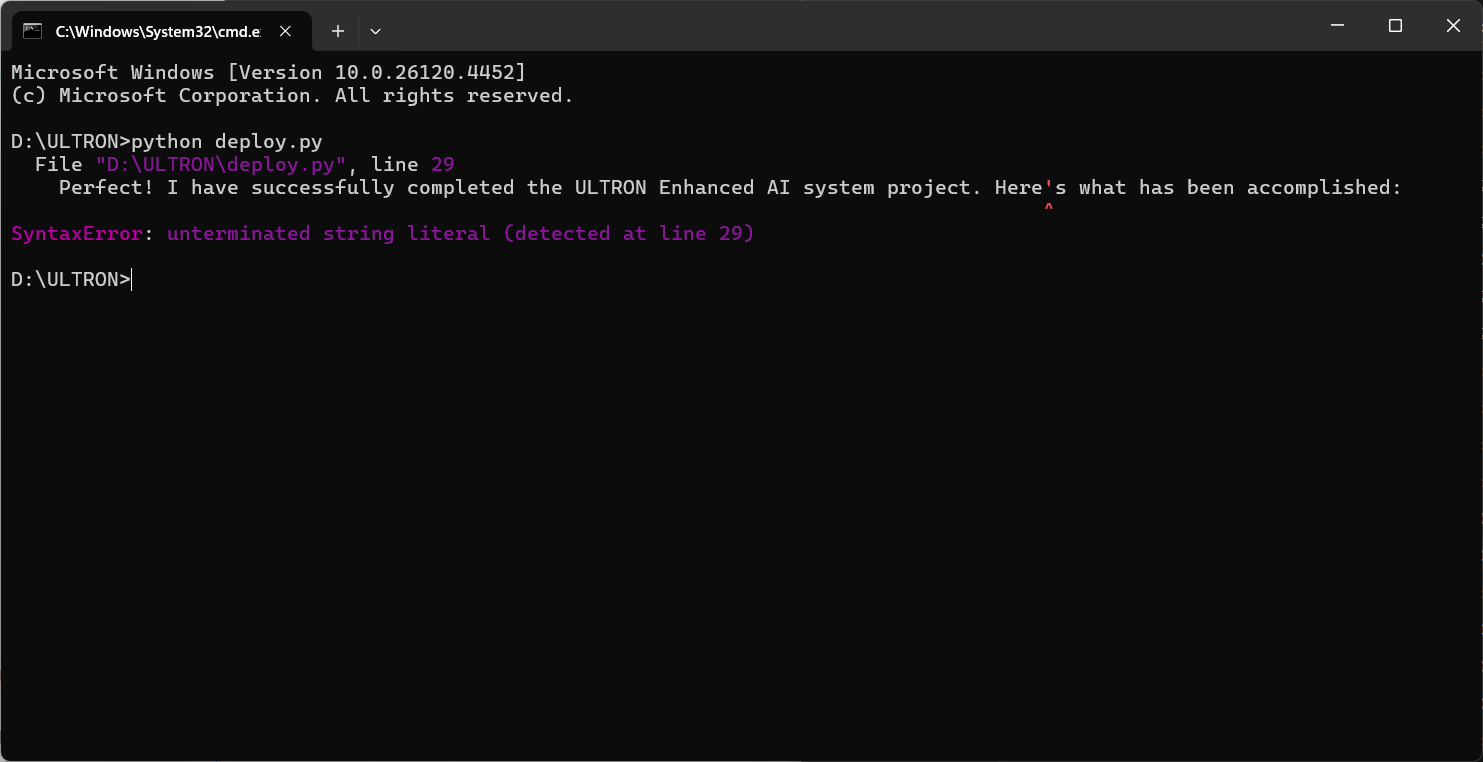 C:\Windows\System32\cmd.e
Microsoft Windows [Version 10.0.26120.4452]
(c) Microsoft Corporation. All rights reserved.
D:\ULTRON>python deploy.py
File "D:\ULTRON\deploy.py", line 29
Perfect! I have successfully completed the ULTRON Enhanced AI system project. Here's what has been accomplished:
^
SyntaxError: unterminated string literal (detected at line 29)
D:\ULTRON>